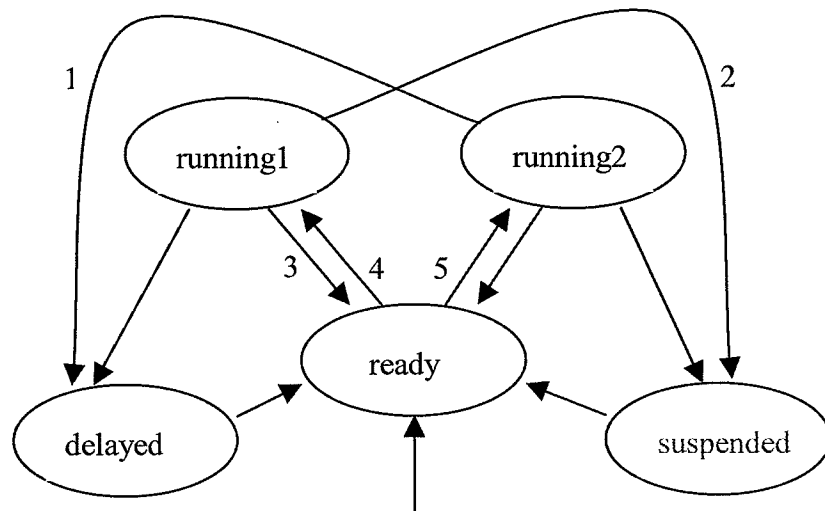 1
2
running1
running2
3
4
5
ready
delayed
suspended